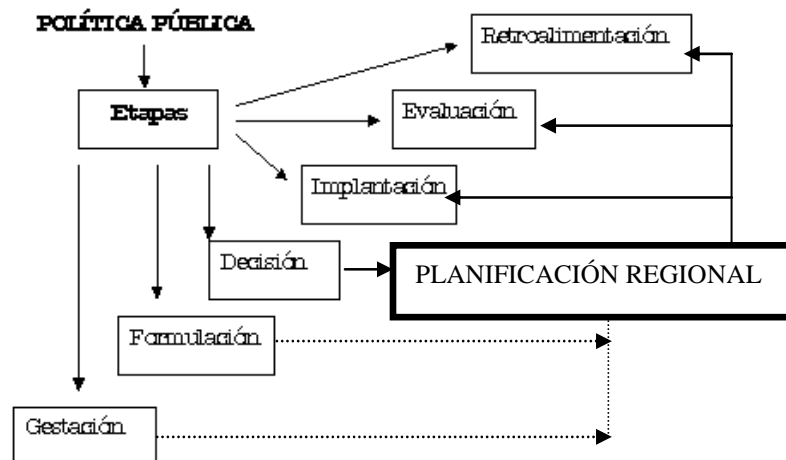 POLÍTICA PÚBLICA
Retroalimentación
Etapas
Evaluación
Implantación
Decisión
PLANIFICACIÓN REGIONAL
Formulación
Gestación